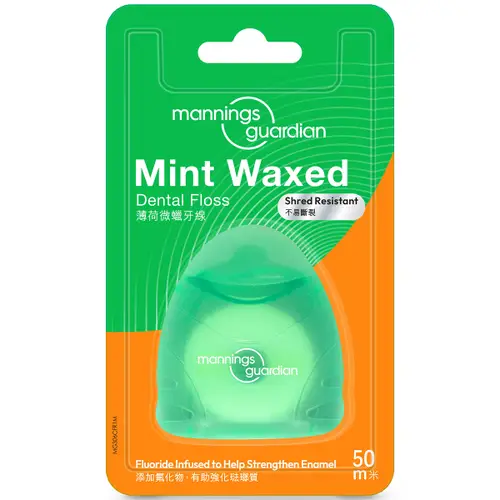 mannings
guardian
Mint Waxed
Dental Floss
薄荷微蠟牙線
Shred Resistant
不易斷裂
mannings
guardian
Fluoride Infused to Help Strengthen Enamel
添加氟化物·有助強化琺瑯質
50
m米